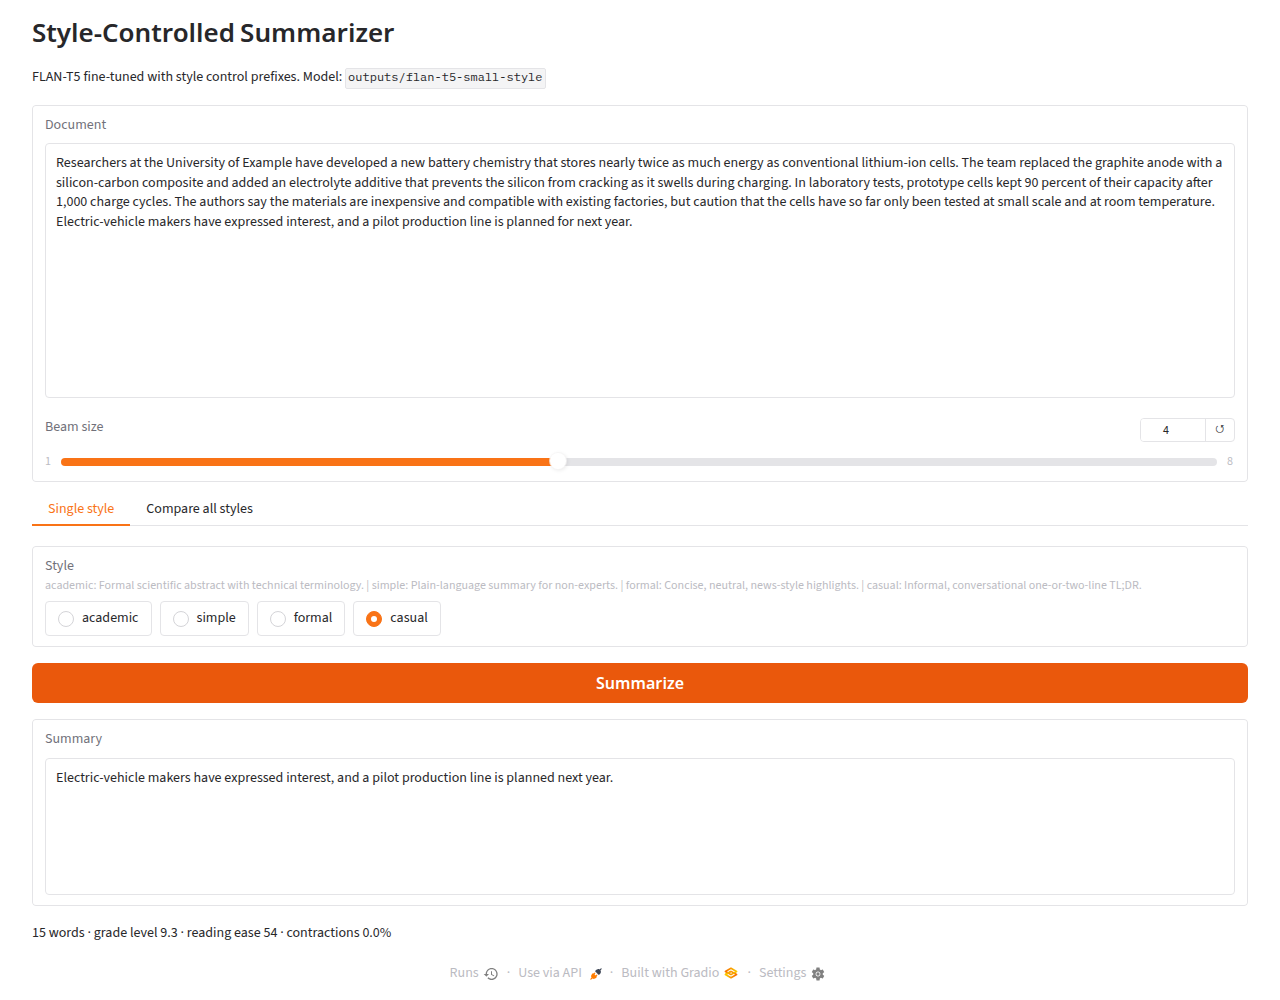 Style-Controlled Summarizer
FLAN-T5 fine-tuned with style control prefixes. Model: outputs/flan-t5-small-style
Document
Researchers at the University of Example have developed a new battery chemistry that stores nearly twice as much energy as conventional lithium-ion cells. The team replaced the graphite anode with a
silicon-carbon composite and added an electrolyte additive that prevents the silicon from cracking as it swells during charging. In laboratory tests, prototype cells kept 90 percent of their capacity after
1,000 charge cycles. The authors say the materials are inexpensive and compatible with existing factories, but caution that the cells have so far only been tested at small scale and at room temperature.
Electric-vehicle makers have expressed interest, and a pilot production line is planned for next year.
Beam size
4
1
8
Single style Compare all styles
Style
academic: Formal scientific abstract with technical terminology. | simple: Plain-language summary for non-experts. | formal: Concise, neutral, news-style highlights. | casual: Informal, conversational one-or-two-line TL;DR.
academic simple formal casual
Summarize
Summary
Electric-vehicle makers have expressed interest, and a pilot production line is planned next year.
15 words · grade level 9.3 · reading ease 54 · contractions 0.0%
Runs · Use via API · Built with Gradio · Settings